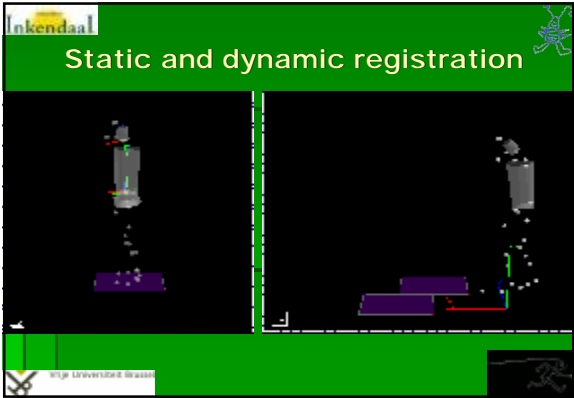 Inkendaal
Static and dynamic registration
Vrije Universiteit Brussel